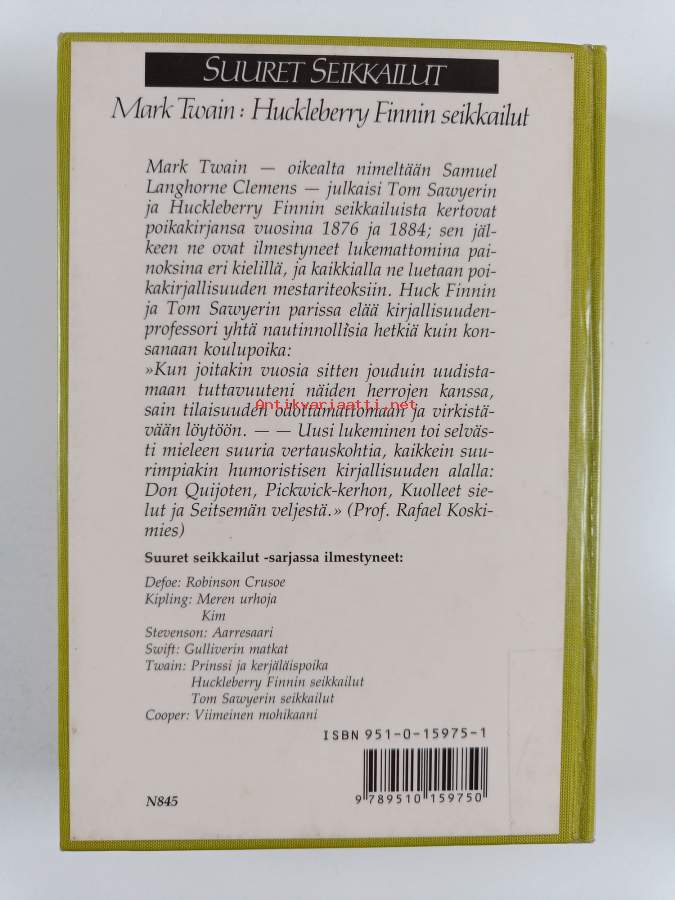 SUURET SEIKKAILUT
Mark Twain: Huckleberry Finnin seikkailut
Mark Twain — oikealta nimeltään Samuel
Langhorne Clemens — julkaisi Tom Sawyerin
ja Huckleberry Finnin seikkailuista kertovat
poikakirjansa vuosina 1876 ja 1884; sen jäl-
keen ne ovat ilmestyneet lukemattomina pai-
noksina eri kielillä, ja kaikkialla ne luetaan poi-
kakirjallisuuden mestariteoksiin. Huck Finnin
ja Tom Sawyerin parissa elää kirjallisuuden-
professori yhtä nautinnollisia hetkiä kuin kon-
sanaan koulupoika:
»Kun joitakin vuosia sitten jouduin uudista-
maan tuttavuuteni näiden herrojen kanssa,
sain tilaisuuden odottamattomaan ja virkistä-
Antikvariaatti.net
vään löytöön. — — Uusi lukeminen toi selväs-
ti mieleen suuria vertauskohtia, kaikkein suu-
rimpiakin humoristisen kirjallisuuden alalla:
Don Quijoten, Pickwick-kerhon, Kuolleet sie-
lut ja Seitsemän veljestä.» (Prof. Rafael Koski-
mies)
Suuret seikkailut -sarjassa ilmestyneet:
Defoe: Robinson Crusoe
Kipling: Meren urhoja
Kim
Stevenson: Aarresaari
Swift: Gulliverin matkat
Twain: Prinssi ja kerjäläispoika
Huckleberry Finnin seikkailut
Tom Sawyerin seikkailut
Cooper: Viimeinen mohikaani
ISBN 951-0-15975-1
9 789510 159750
N845